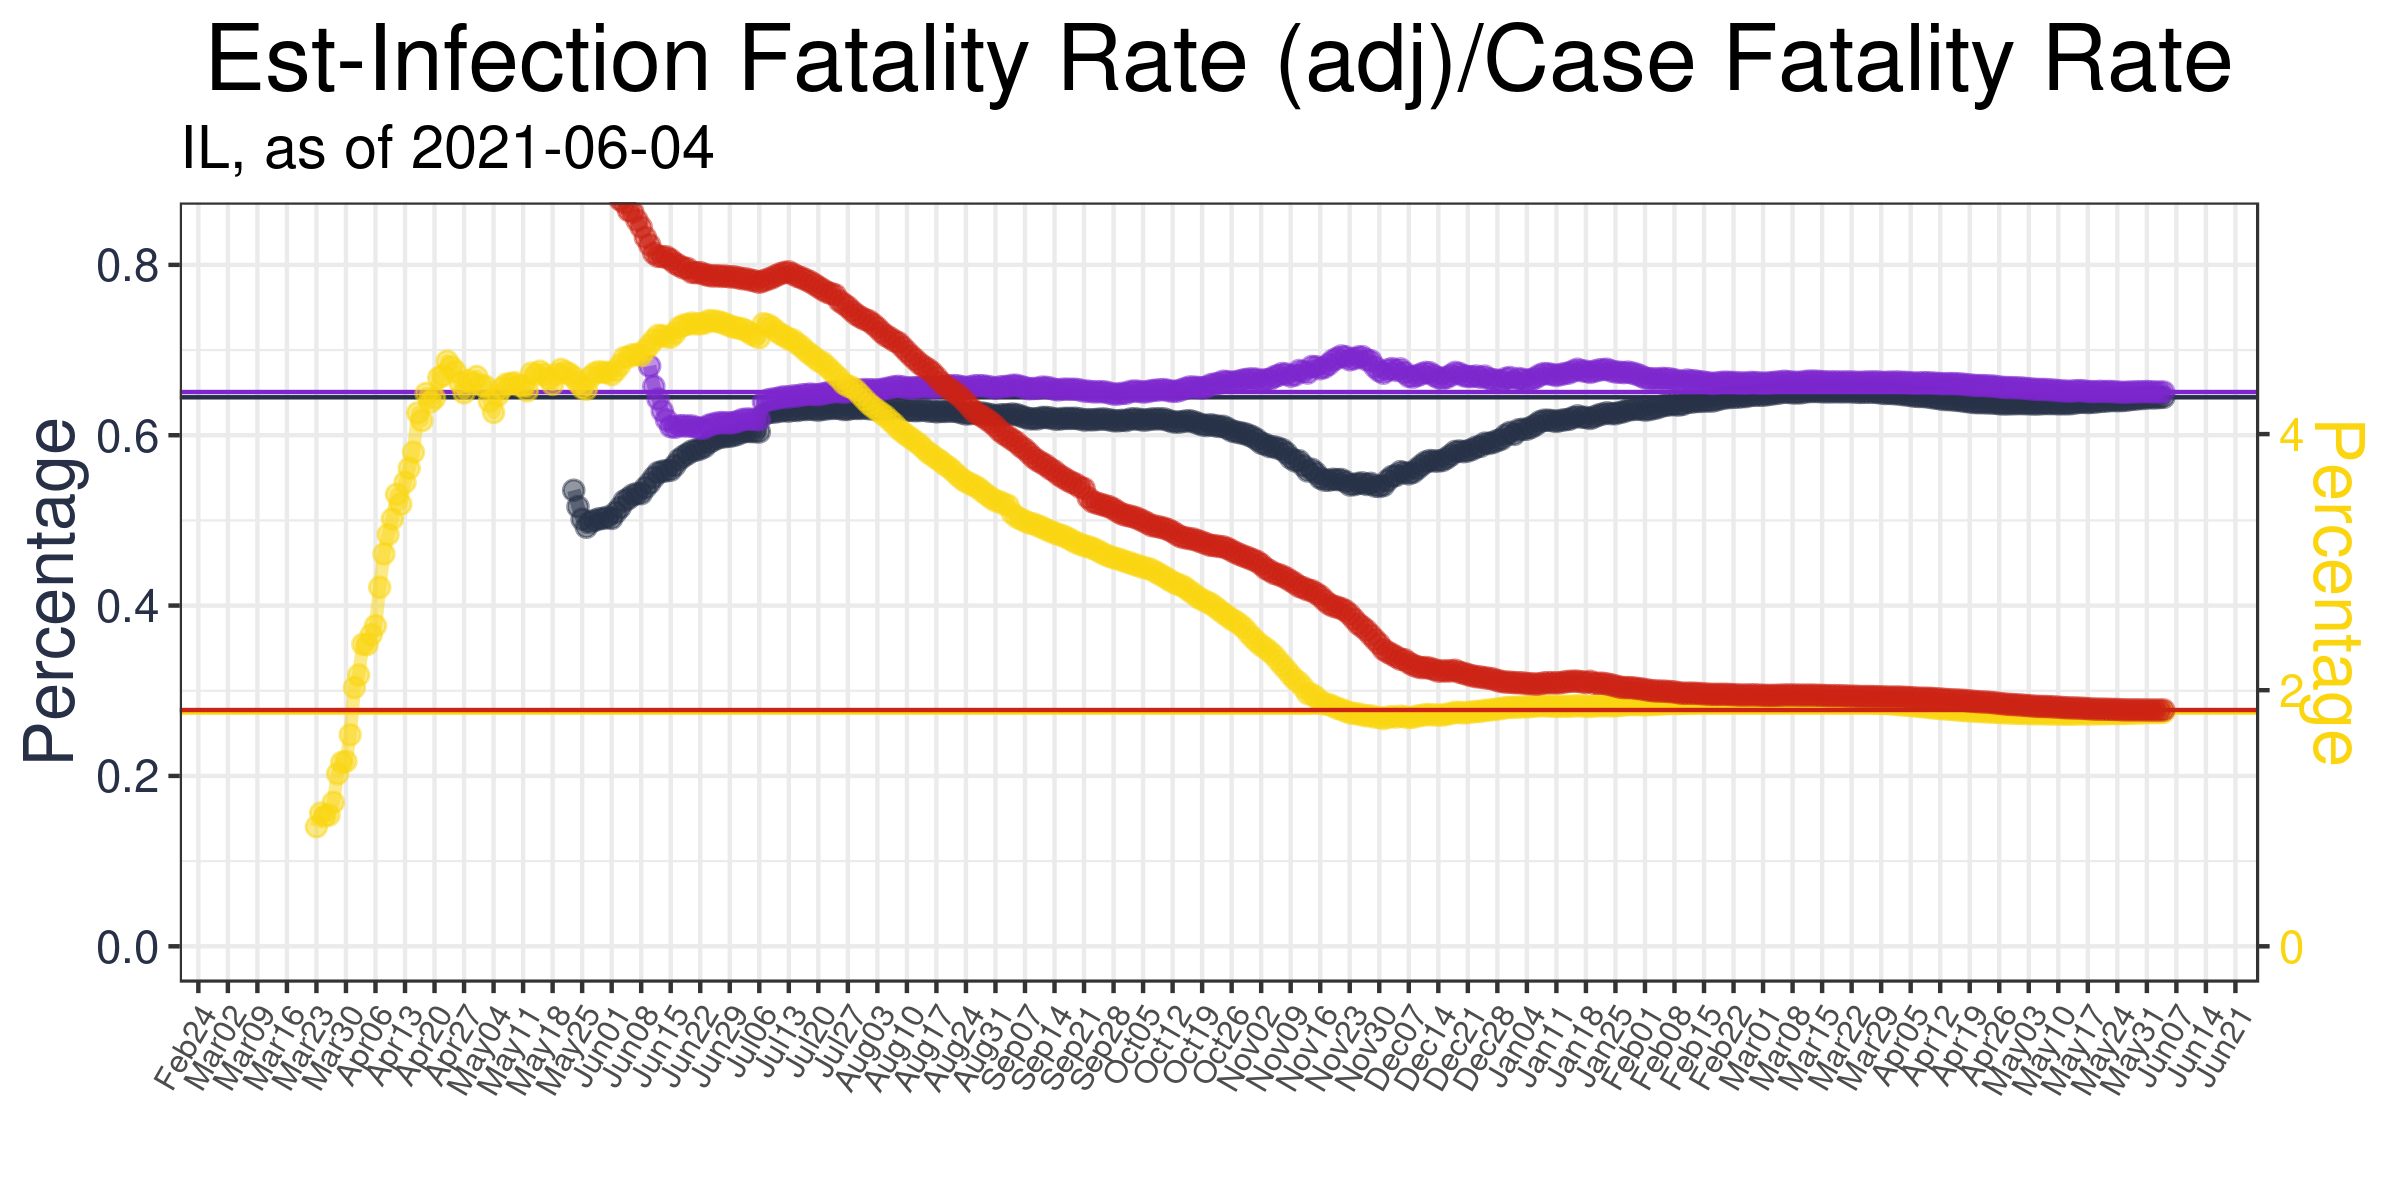 Est-Infection Fatality Rate (adj)/Case Fatality Rate
IL, as of 2021-06-04
Percentage
0.8
0.6
0.4
0.2
0.0
4
2
0
Percentage
Feb24
Mar02
Mar09
Mar16
Mar23
Mar30
Apr06
Apr13
Apr20
Apr27
May04
May11
May18
May25
Jun01
Jun08
Jun15
Jun22
Jun29
Jul06
Jul13
Jul20
Jul27
Aug03
Aug10
Aug17
Aug24
Aug31
Sep07
Sep14
Sep21
Sep28
Oct05
Oct12
Oct19
Oct26
Nov02
Nov09
Nov16
Nov23
Nov30
Dec07
Dec14
Dec21
Dec28
Jan04
Jan11
Jan18
Jan25
Feb01
Feb08
Feb15
Feb22
Mar01
Mar08
Mar15
Mar22
Mar29
Apr05
Apr12
Apr19
Apr26
May03
May10
May17
May24
May31
Jun07
Jun14
Jun21